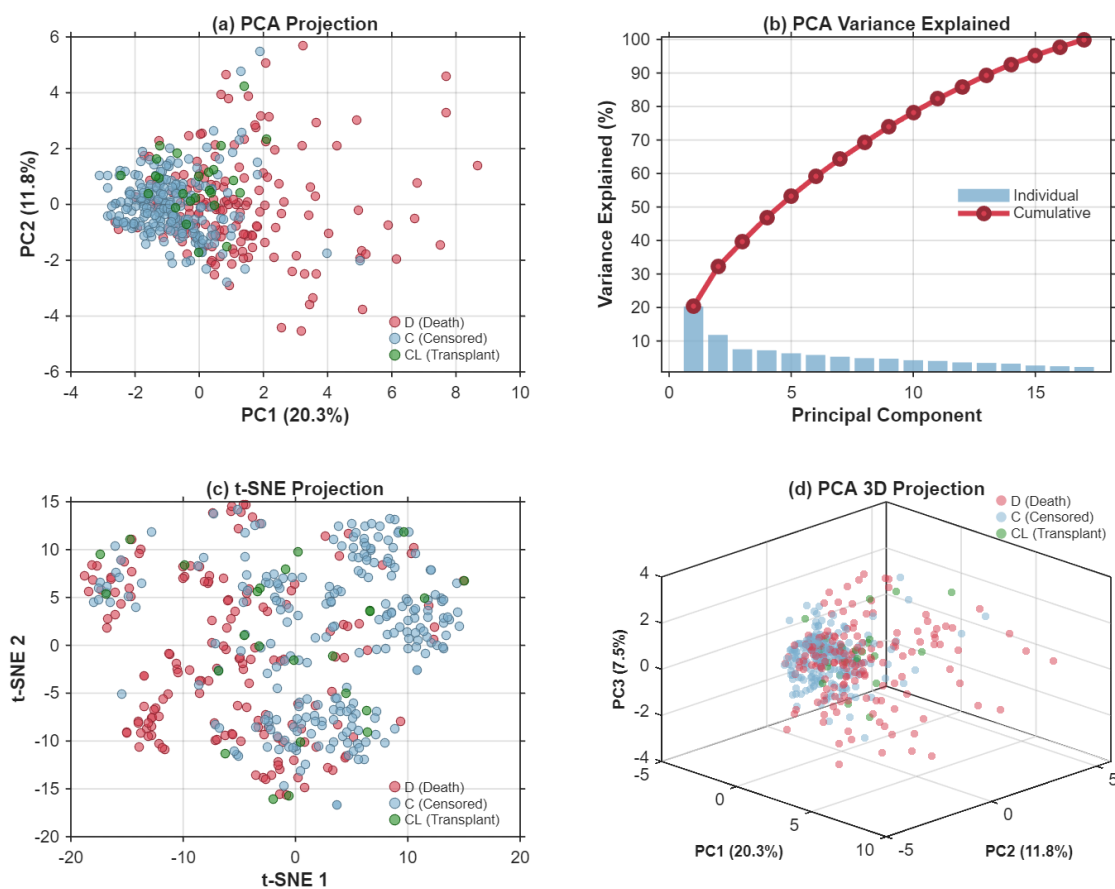 (a) PCA Projection
6
4
2
0
-2
-4
-6
PC2 (11.8%)
D (Death)
C (Censored)
CL (Transplant)
-4 -2 0 2 4 6 8 10
PC1 (20.3%)
(b) PCA Variance Explained
100
90
80
70
60
50
40
30
20
10
Variance Explained (%)
Individual
Cumulative
0 5 10 15
Principal Component
(c) t-SNE Projection
15
10
5
0
-5
-10
-15
-20
t-SNE 2
D (Death)
C (Censored)
CL (Transplant)
-20 -10 0 10 20
t-SNE 1
(d) PCA 3D Projection
D (Death)
C (Censored)
CL (Transplant)
4
2
0
-2
-4
PC3 (7.5%)
-5 0 5 10
PC1 (20.3%)
-5 0 5
PC2 (11.8%)